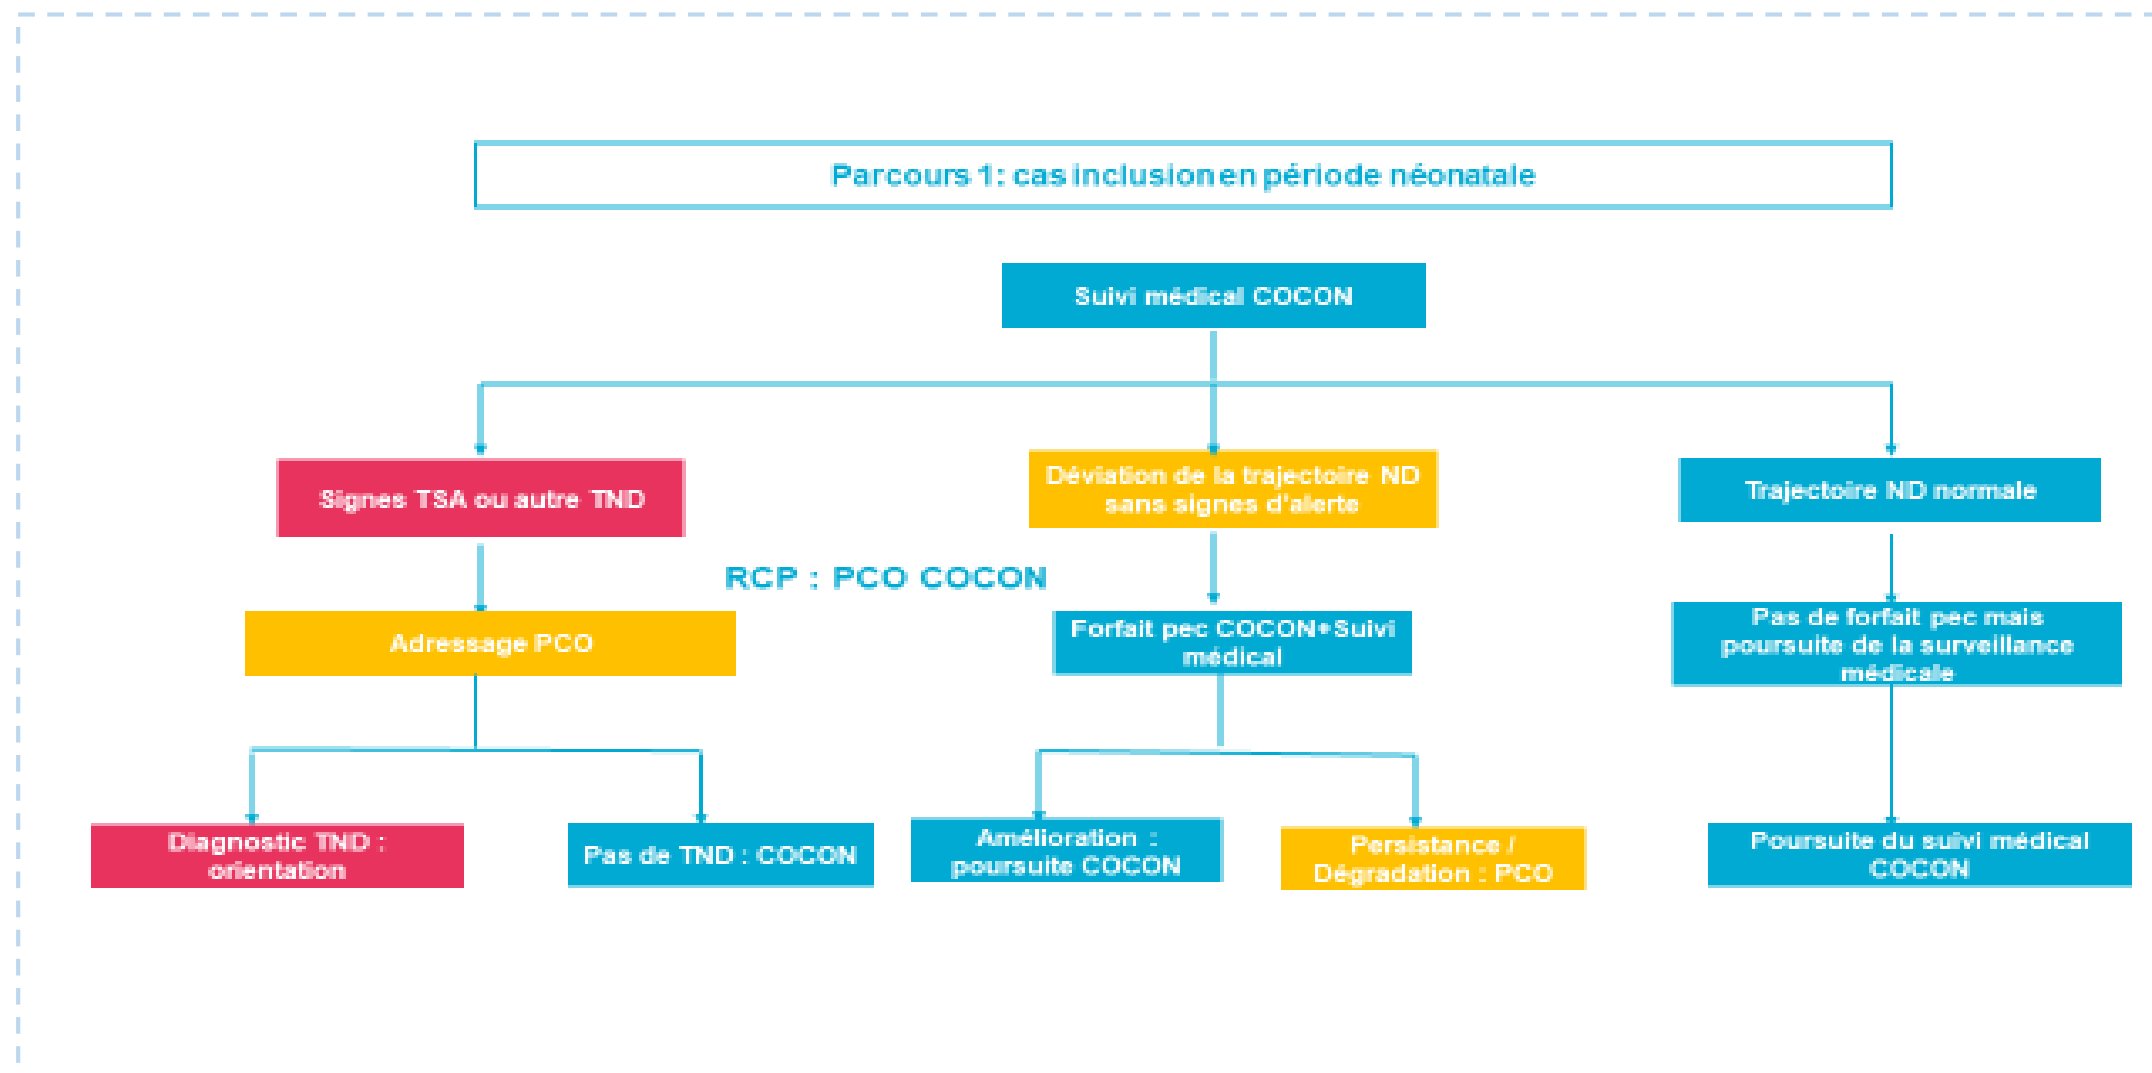 Parcours 1: cas inclusion en période néonatale
Suivi médical COCON
Signes TSA ou autre TND
Déviation de la trajectoire ND
sans signes d'alerte
Trajectoire ND normale
RCP : PCO COCON
Adressage PCO
Forfait pec COCON+Suivi
médical
Pas de forfait pec mais
poursuite de la surveillance
médicale
Diagnostic TND :
orientation
Pas de TND : COCON
Amélioration :
poursuite COCON
Persistance /
Dégradation : PCO
Poursuite du suivi médical
COCON